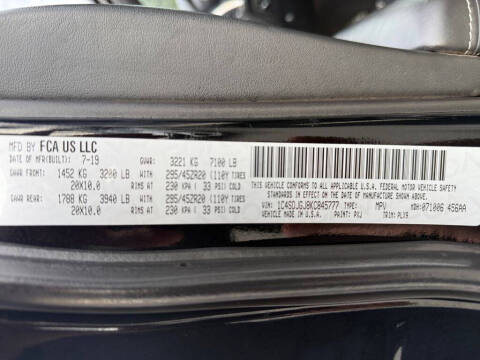 MFD BY FCA US LLC
DATE OF MFR(BUILT): 7-19 GVWR: 3221 KG 7100 LB
GAWR FRONT: 1452 KG 3200 LB 295/45ZR20 (110Y TIRES
20X10.0 RIMS AT 230 KPA ( 33 PSI COLD
GAWR REAR: 1788 KG 3940 LB 295/45ZR20 (110Y TIRES
20X10.0 RIMS AT 230 KPA ( 33 PSI COLD
THIS VEHICLE CONFORMS TO ALL APPLICABLE U.S.A. FEDERAL MOTOR VEHICLE SAFETY
STANDARDS IN EFFECT ON THE DATE OF MANUFACTURE SHOWN ABOVE.
VIN: 1C4SDJGJ8KC845777 TYPE: MPV MDH:071006 456AA
VEHICLE MADE IN U.S.A. PAINT: PXJ TRIM: PLX9